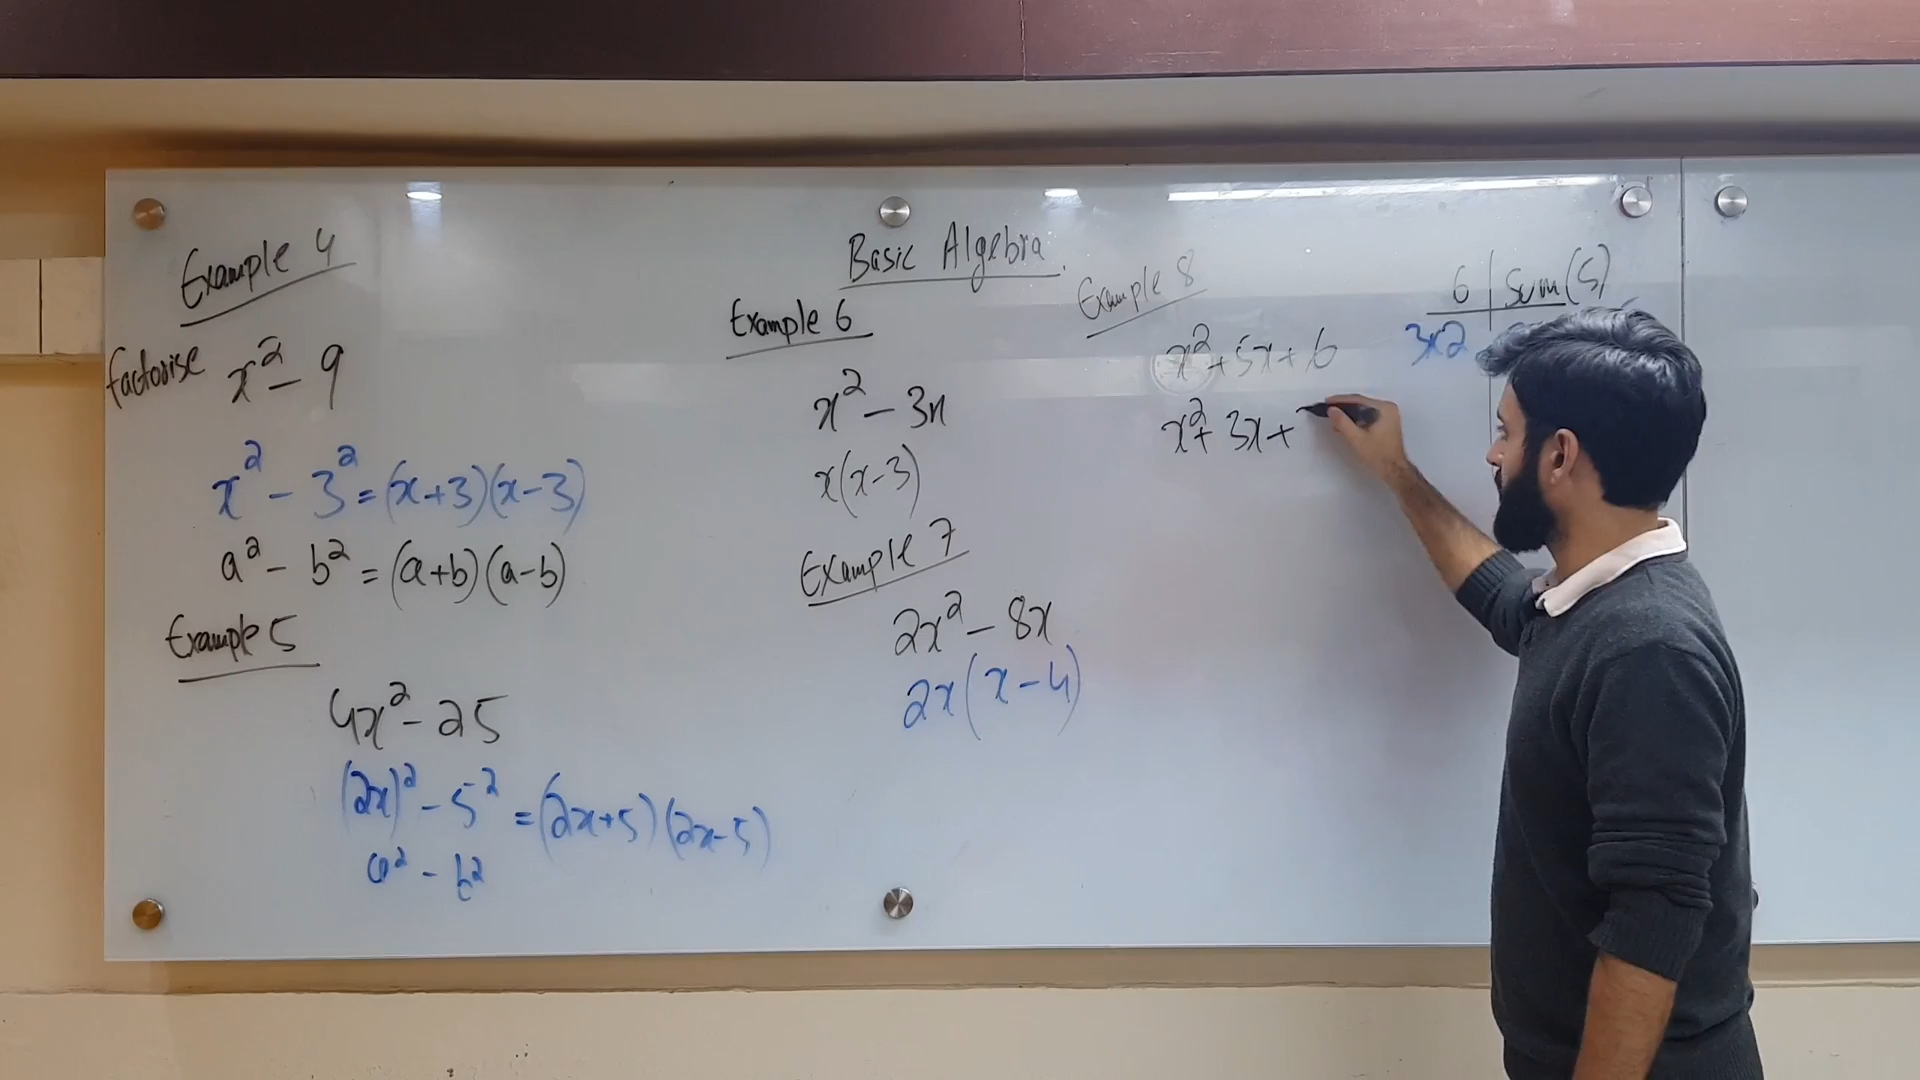 Basic Algebra.
Example 4
factorise x² - 9
x² - 3² = (x+3)(x-3)
a² - b² = (a+b)(a-b)
Example 5
4x² - 25
(2x)² - 5² = (2x+5)(2x-5)
a² - b²
Example 6
x² - 3x
x(x-3)
Example 7
2x² - 8x
2x(x-4)
Example 8
x² + 5x + 6
x² + 3x +
6 | Sum(5)
3x2